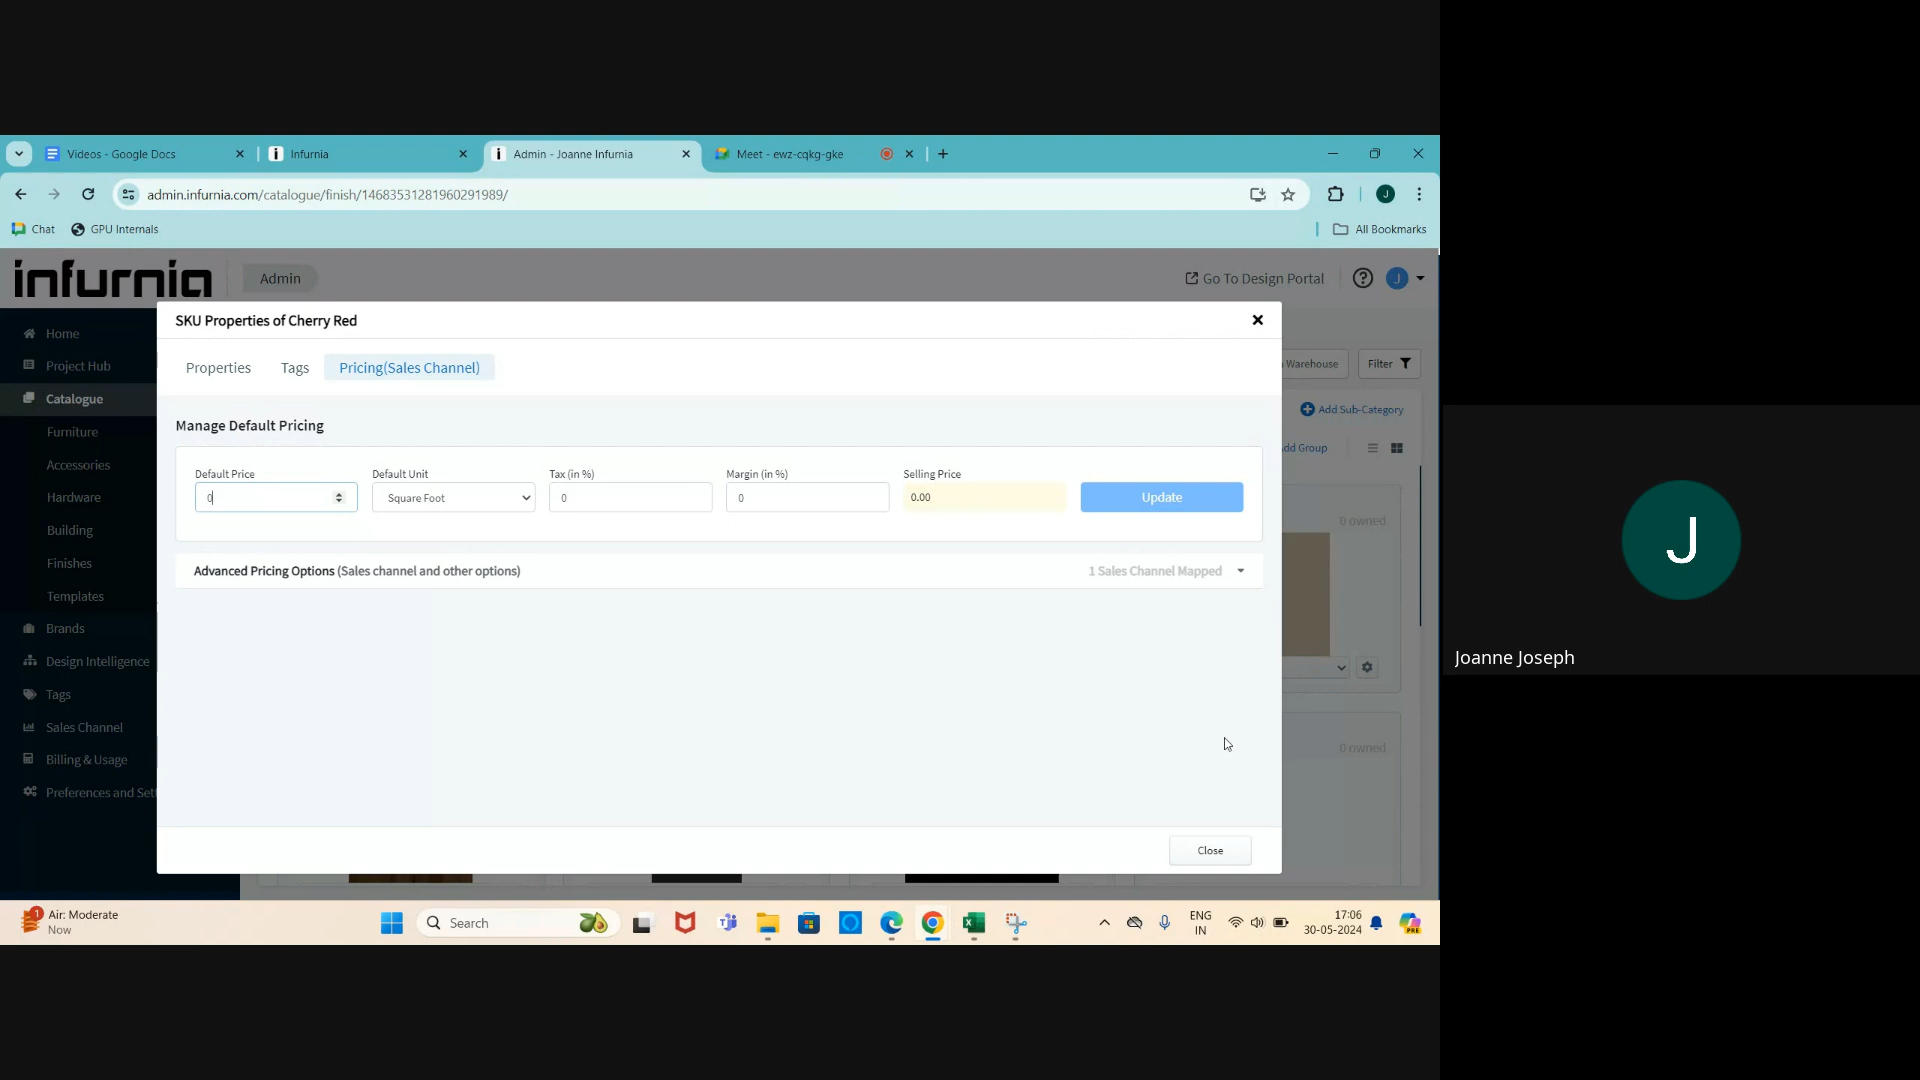 Videos - Google Docs
Infurnia
Admin - Joanne Infurnia
Meet - ewz-cqkg-gke
admin.infurnia.com/catalogue/finish/14683531281960291989/
J
Chat
GPU Internals
All Bookmarks
infurnia
Admin
Go To Design Portal
J
Home
Project Hub
Catalogue
Furniture
Accessories
Hardware
Building
Finishes
Templates
Brands
Design Intelligence
Tags
Sales Channel
Billing & Usage
Preferences and Sett
SKU Properties of Cherry Red
Properties
Tags
Pricing(Sales Channel)
Warehouse
Filter
Add Sub-Category
dd Group
Manage Default Pricing
Default Price
Default Unit
Tax (in %)
Margin (in %)
Selling Price
0
Square Foot
0
0
0.00
Update
0 owned
Advanced Pricing Options (Sales channel and other options)
1 Sales Channel Mapped
0 owned
Close
J
Joanne Joseph
1
Air: Moderate
Now
Search
ENG
IN
17:06
30-05-2024
PRE